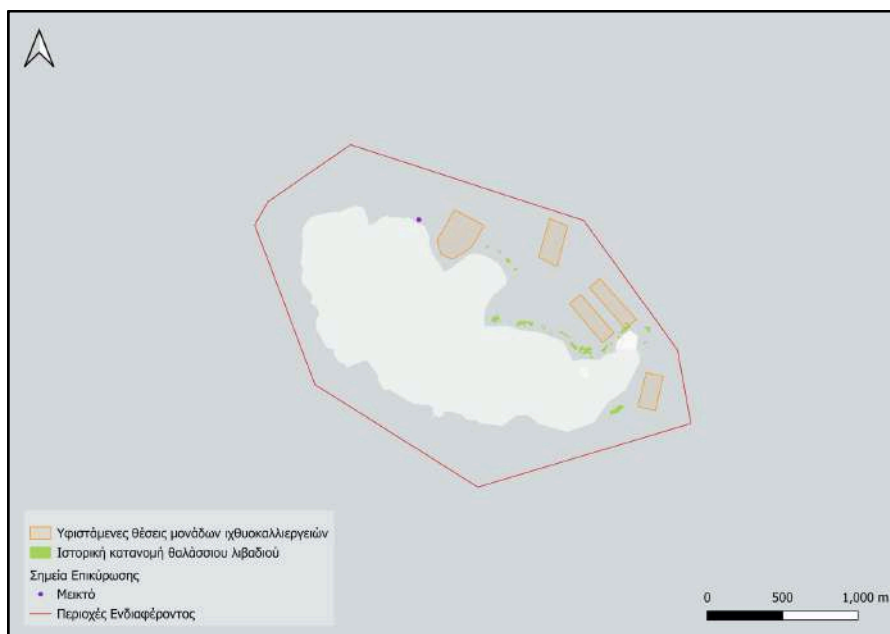 Υφιστάμενες θέσεις μονάδων ιχθυοκαλλιεργειών
Ιστορική κατανομή θαλάσσιου λιβαδιού
Σημεία Επικύρωσης
Μεικτό
Περιοχές Ενδιαφέροντος
0 500 1,000 m